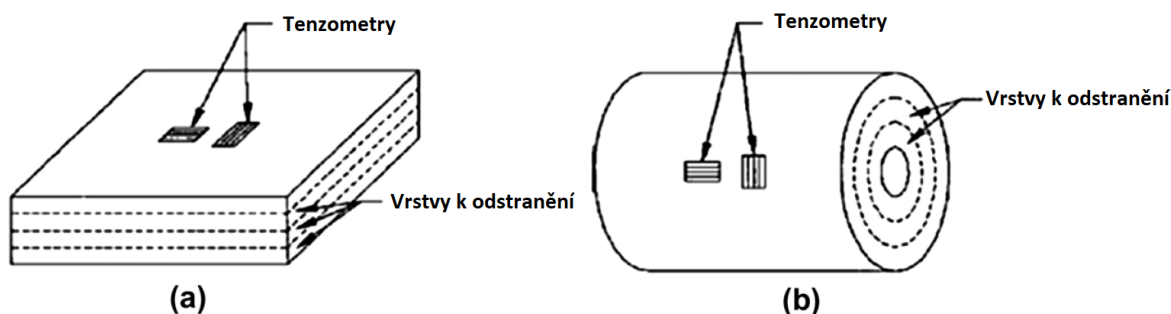 Tenzometry
Vrstvy k odstranění
(a)
Tenzometry
Vrstvy k odstranění
(b)